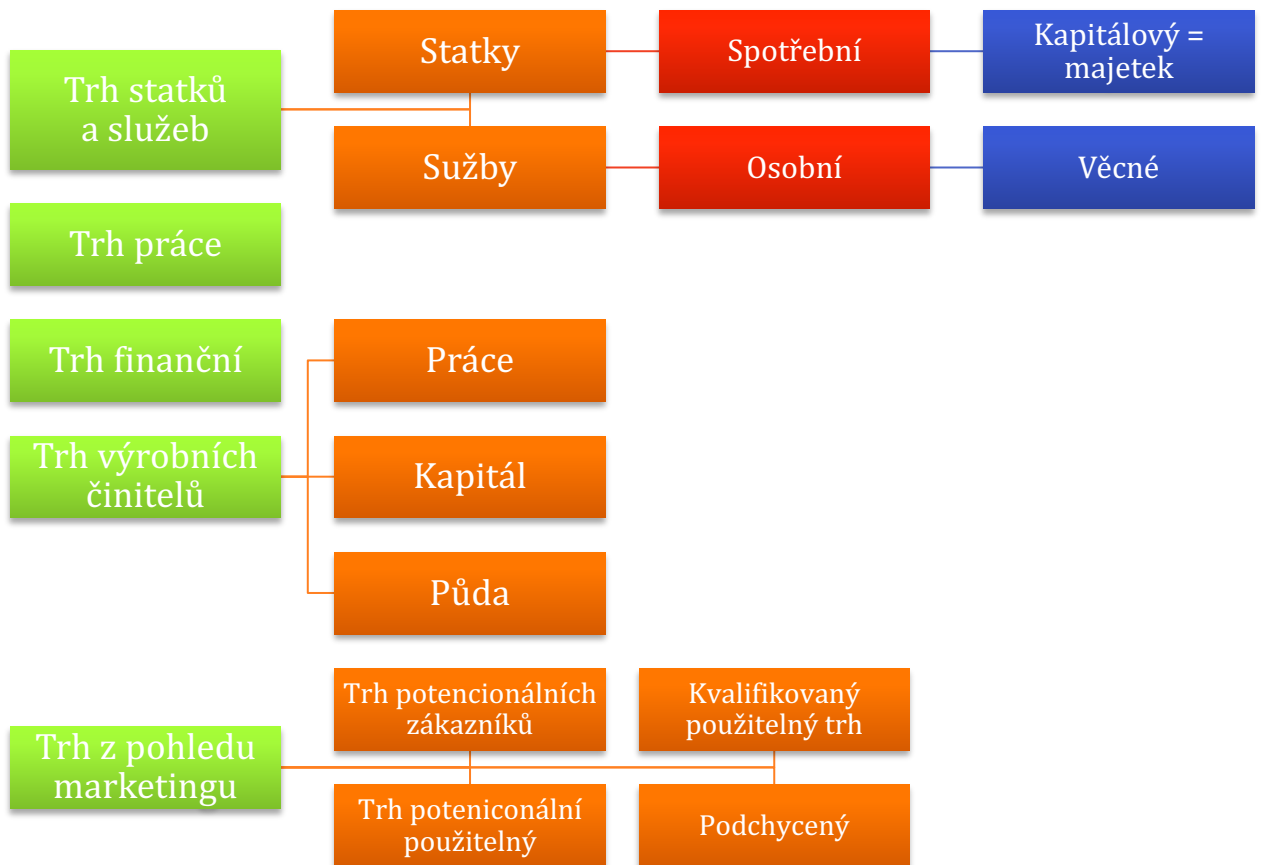 Trh statků
a služeb
Statky
Spotřební
Kapitálový =
majetek
Sužby
Osobní
Věcné
Trh práce
Trh finanční
Trh výrobních
činitelů
Práce
Kapitál
Půda
Trh z pohledu
marketingu
Trh potencionálních
zákazníků
Kvalifikovaný
použitelný trh
Trh poteniconální
použitelný
Podchycený